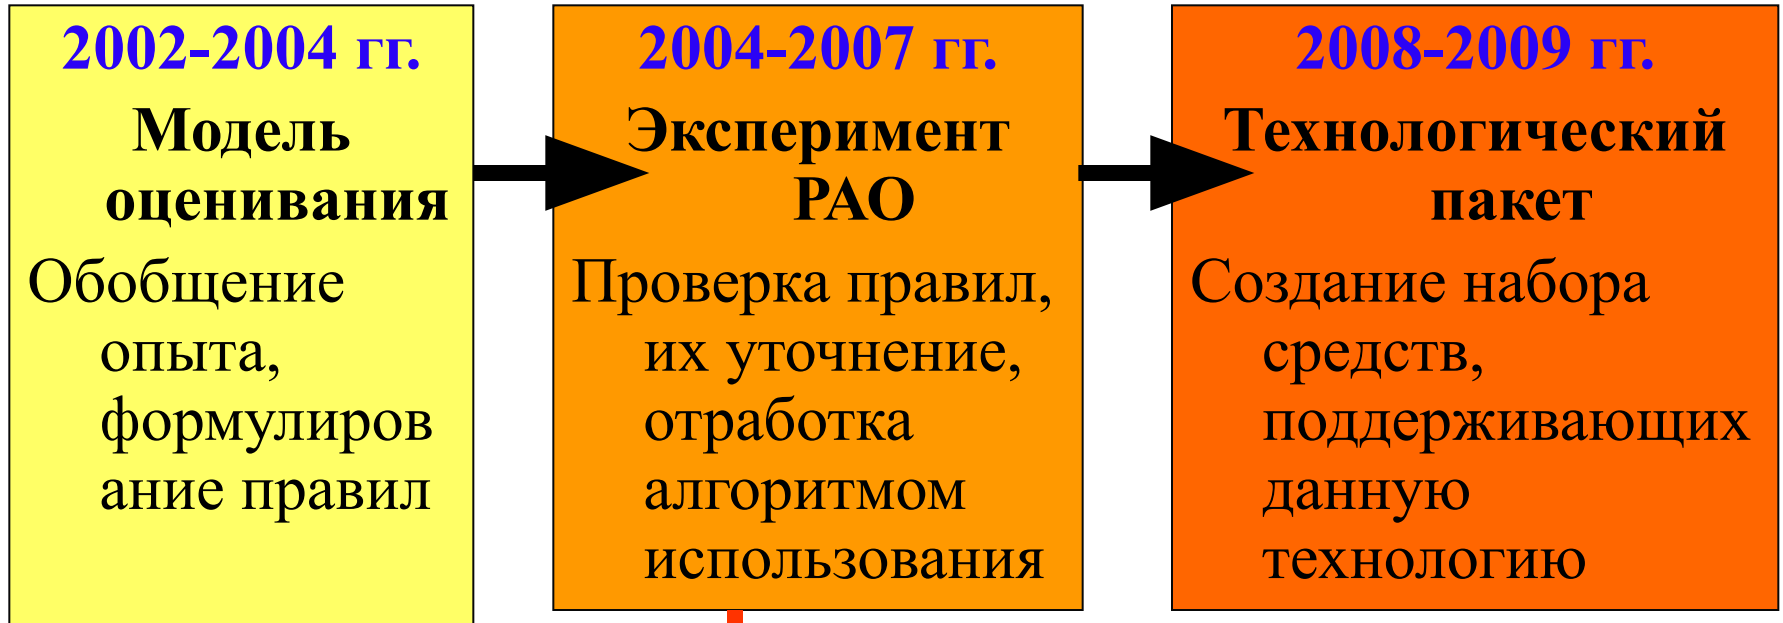 2002-2004 гг.
Модель
оценивания
Обобщение
опыта,
формулиров
ание правил
2004-2007 гг.
Эксперимент
РАО
Проверка правил,
их уточнение,
отработка
алгоритмом
использования
2008-2009 гг.
Технологический
пакет
Создание набора
средств,
поддерживающих
данную
технологию